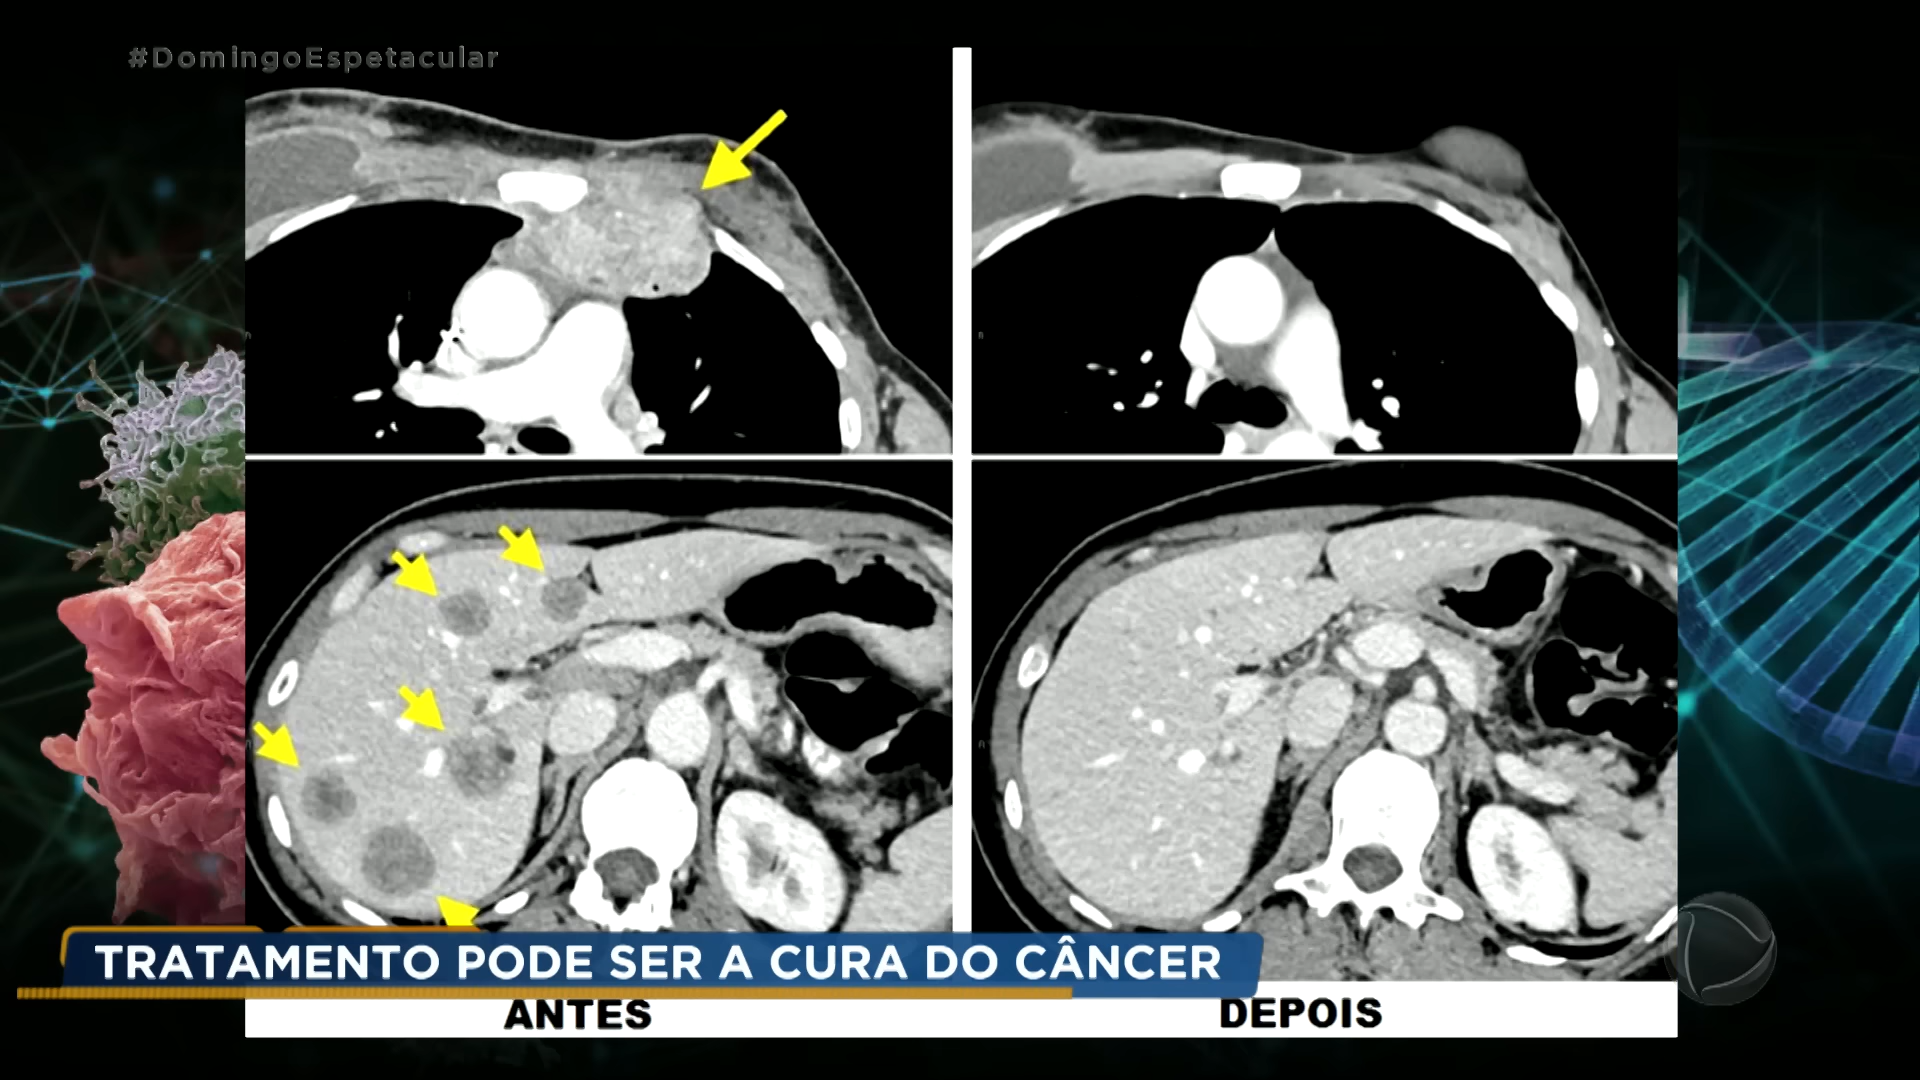 #DomingoEspetacular
TRATAMENTO PODE SER A CURA DO CÂNCER
ANTES
DEPOIS